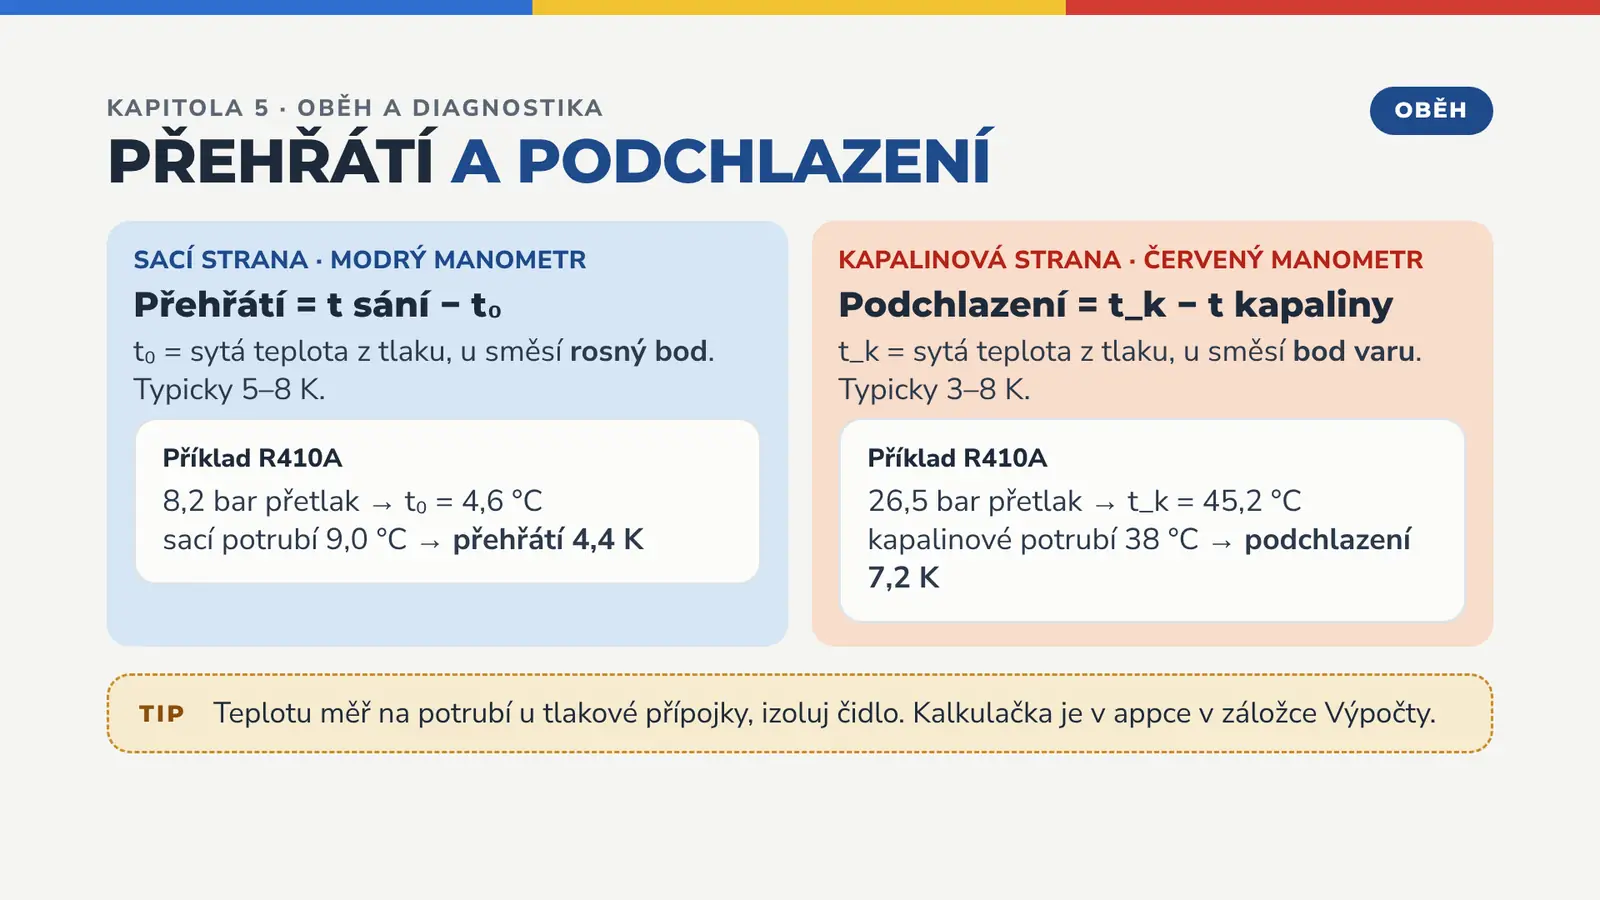 KAPITOLA 5 · OBĚH A DIAGNOSTIKA
OBĚH
PŘEHŘÁTÍ A PODCHLAZENÍ
SACÍ STRANA · MODRÝ MANOMETR
Přehřátí = t sání − t₀
t₀ = sytá teplota z tlaku, u směsí rosný bod.
Typicky 5–8 K.
Příklad R410A
8,2 bar přetlak → t₀ = 4,6 °C
sací potrubí 9,0 °C → přehřátí 4,4 K
KAPALINOVÁ STRANA · ČERVENÝ MANOMETR
Podchlazení = t_k − t kapaliny
t_k = sytá teplota z tlaku, u směsí bod varu.
Typicky 3–8 K.
Příklad R410A
26,5 bar přetlak → t_k = 45,2 °C
kapalinové potrubí 38 °C → podchlazení
7,2 K
TIP Teplotu měř na potrubí u tlakové přípojky, izoluj čidlo. Kalkulačka je v appce v záložce Výpočty.